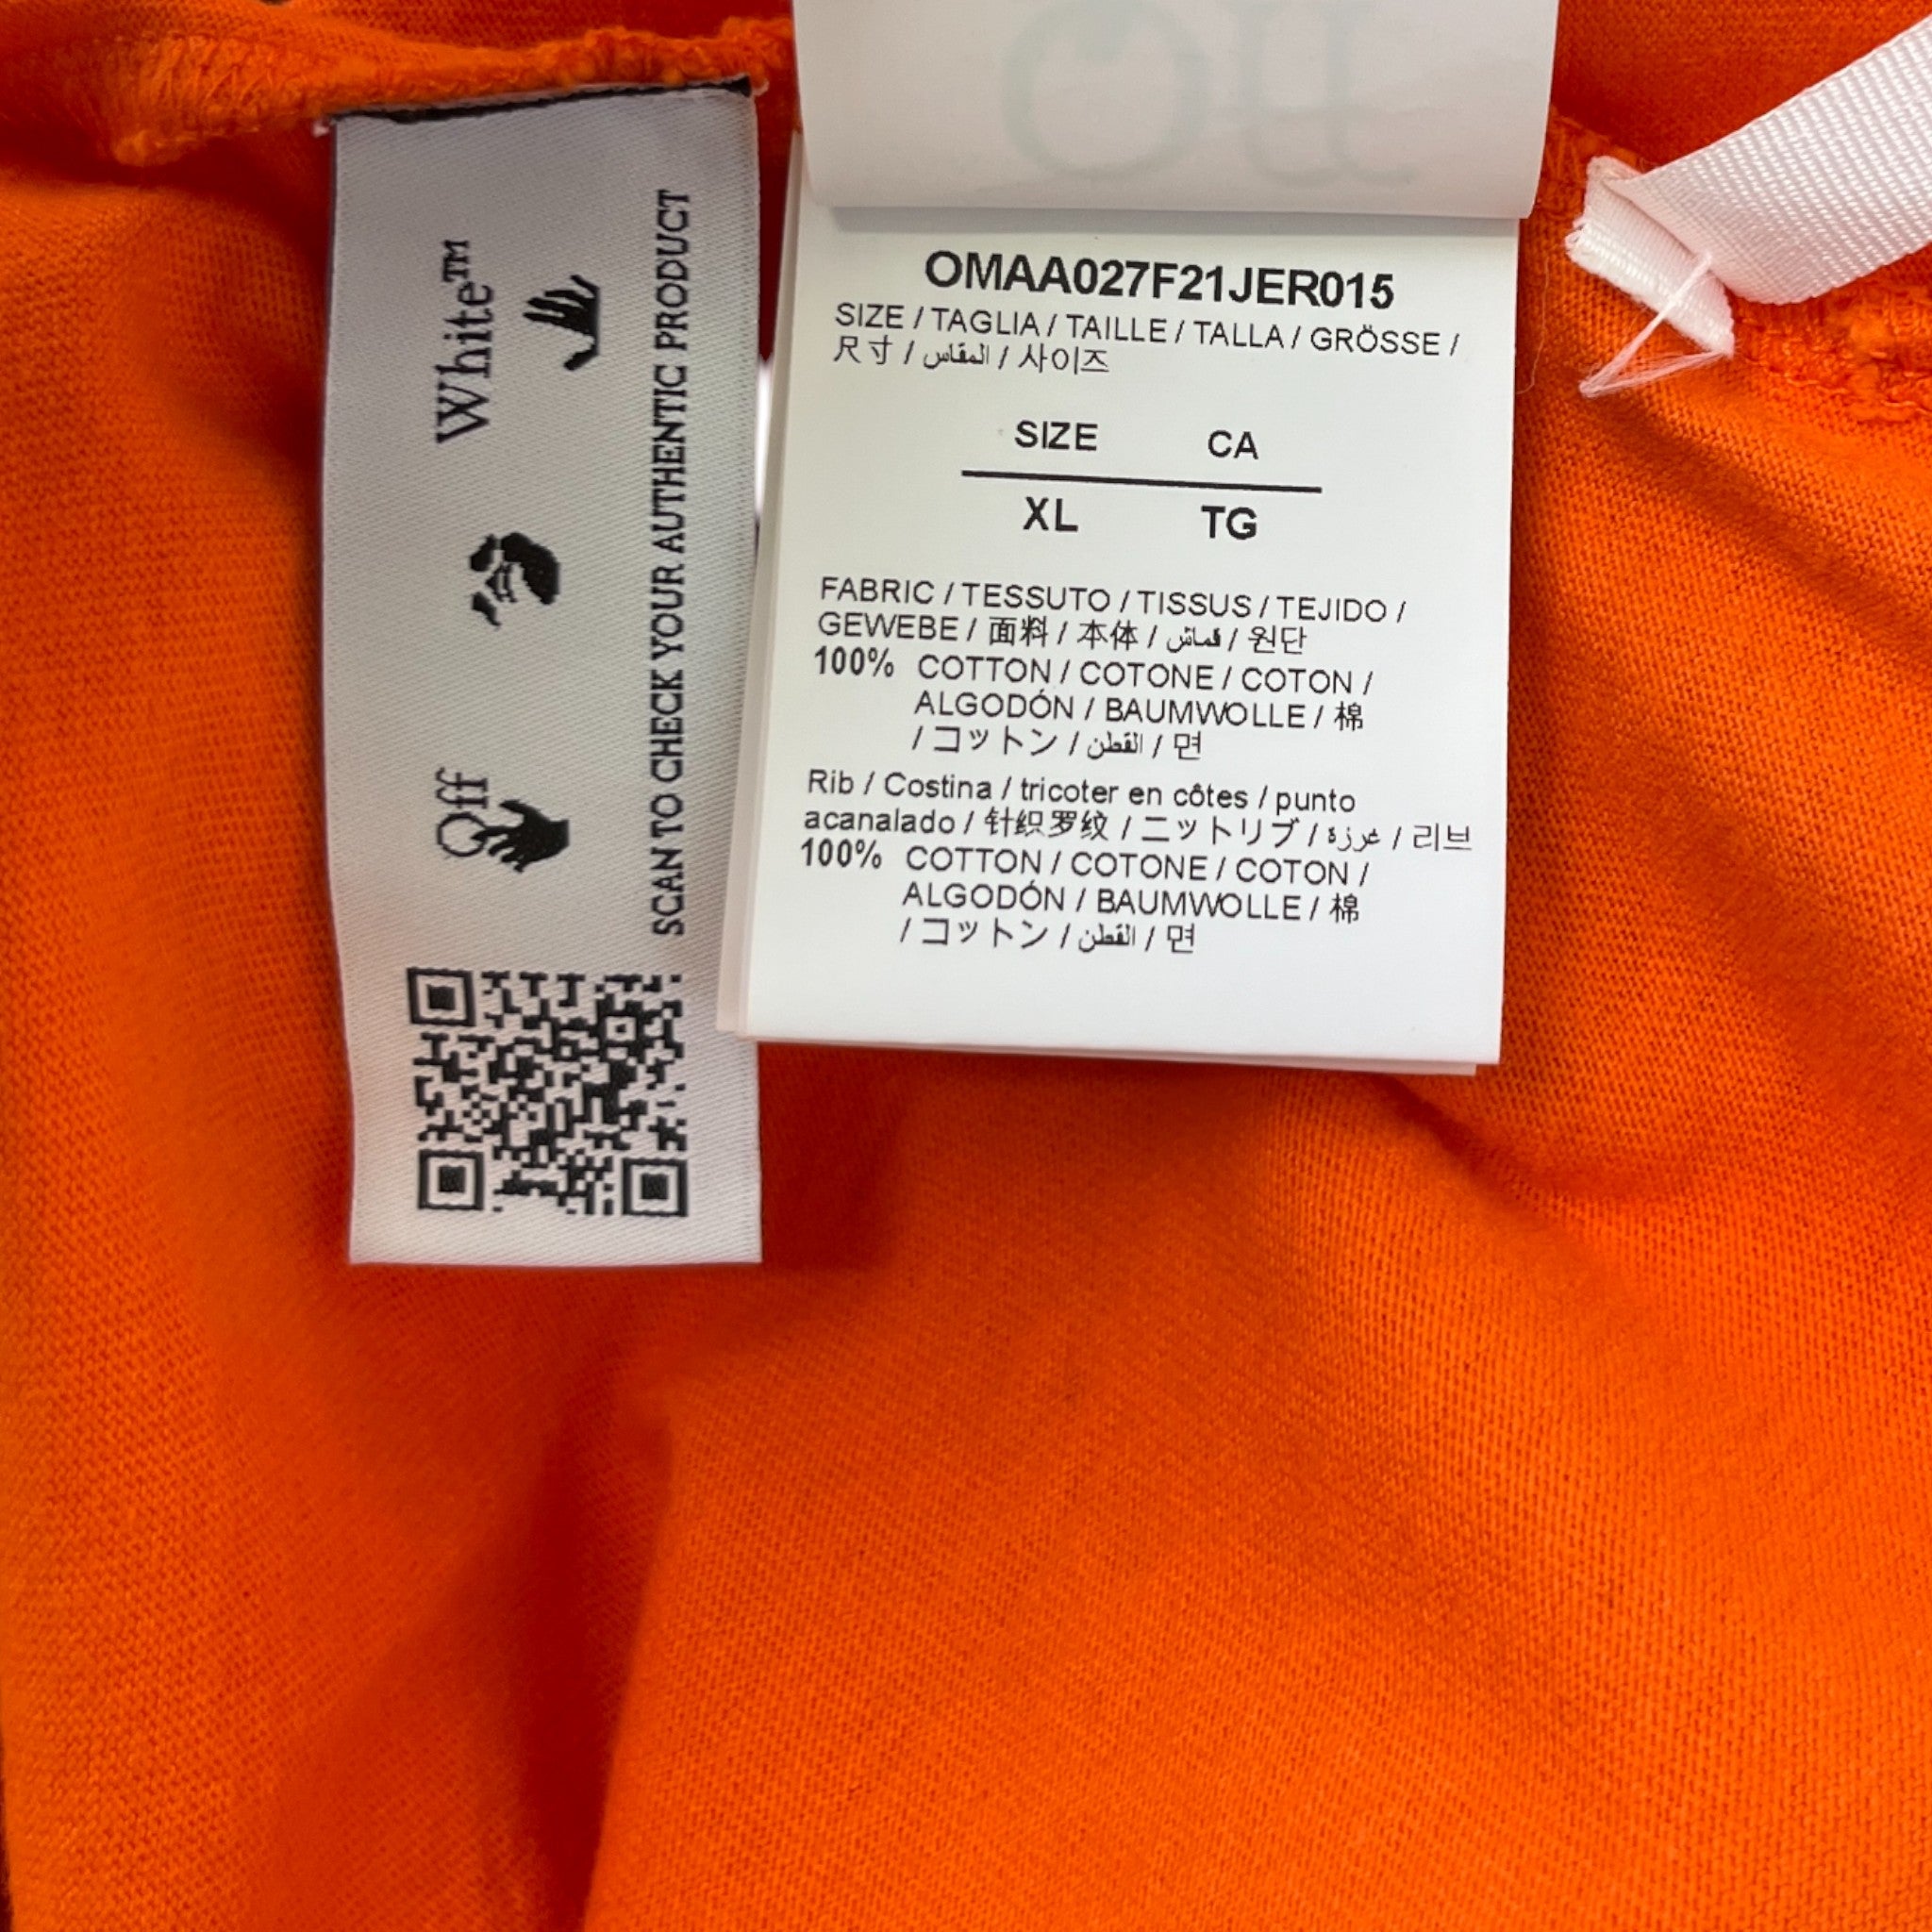 Off White™
SCAN TO CHECK YOUR AUTHENTIC PRODUCT
Off
OMAA027F21JER015
SIZE / TAGLIA / TAILLE / TALLA / GRÖSSE /
尺寸 / المقاس / 사이즈
SIZE CA
XL TG
FABRIC / TESSUTO / TISSUS / TEJIDO /
GEWEBE / 面料 / 本体 / قماش / 원단
100% COTTON / COTONE / COTON /
ALGODÓN / BAUMWOLLE / 棉
/ コットン / القطن / 면
Rib / Costina / tricoter en côtes / punto
acanalado / 针织罗纹 / ニットリブ / غرزة / 리브
100% COTTON / COTONE / COTON /
ALGODÓN / BAUMWOLLE / 棉
/ コットン / القطن / 면